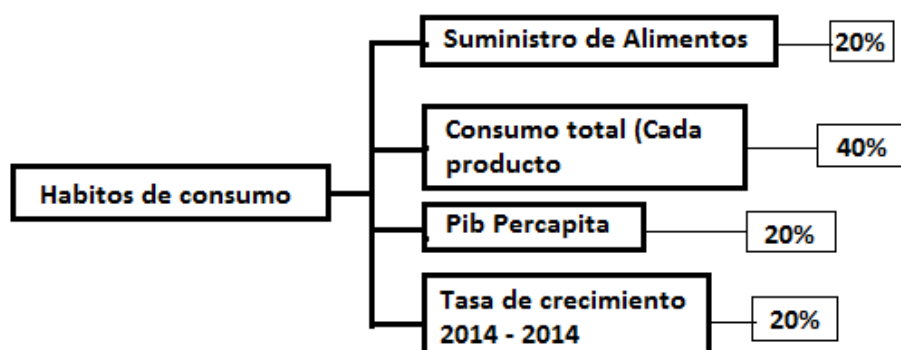 Suministro de Alimentos
20%
Consumo total (Cada
producto
40%
Habitos de consumo
Pib Percapita
20%
Tasa de crecimiento
2014 - 2014
20%